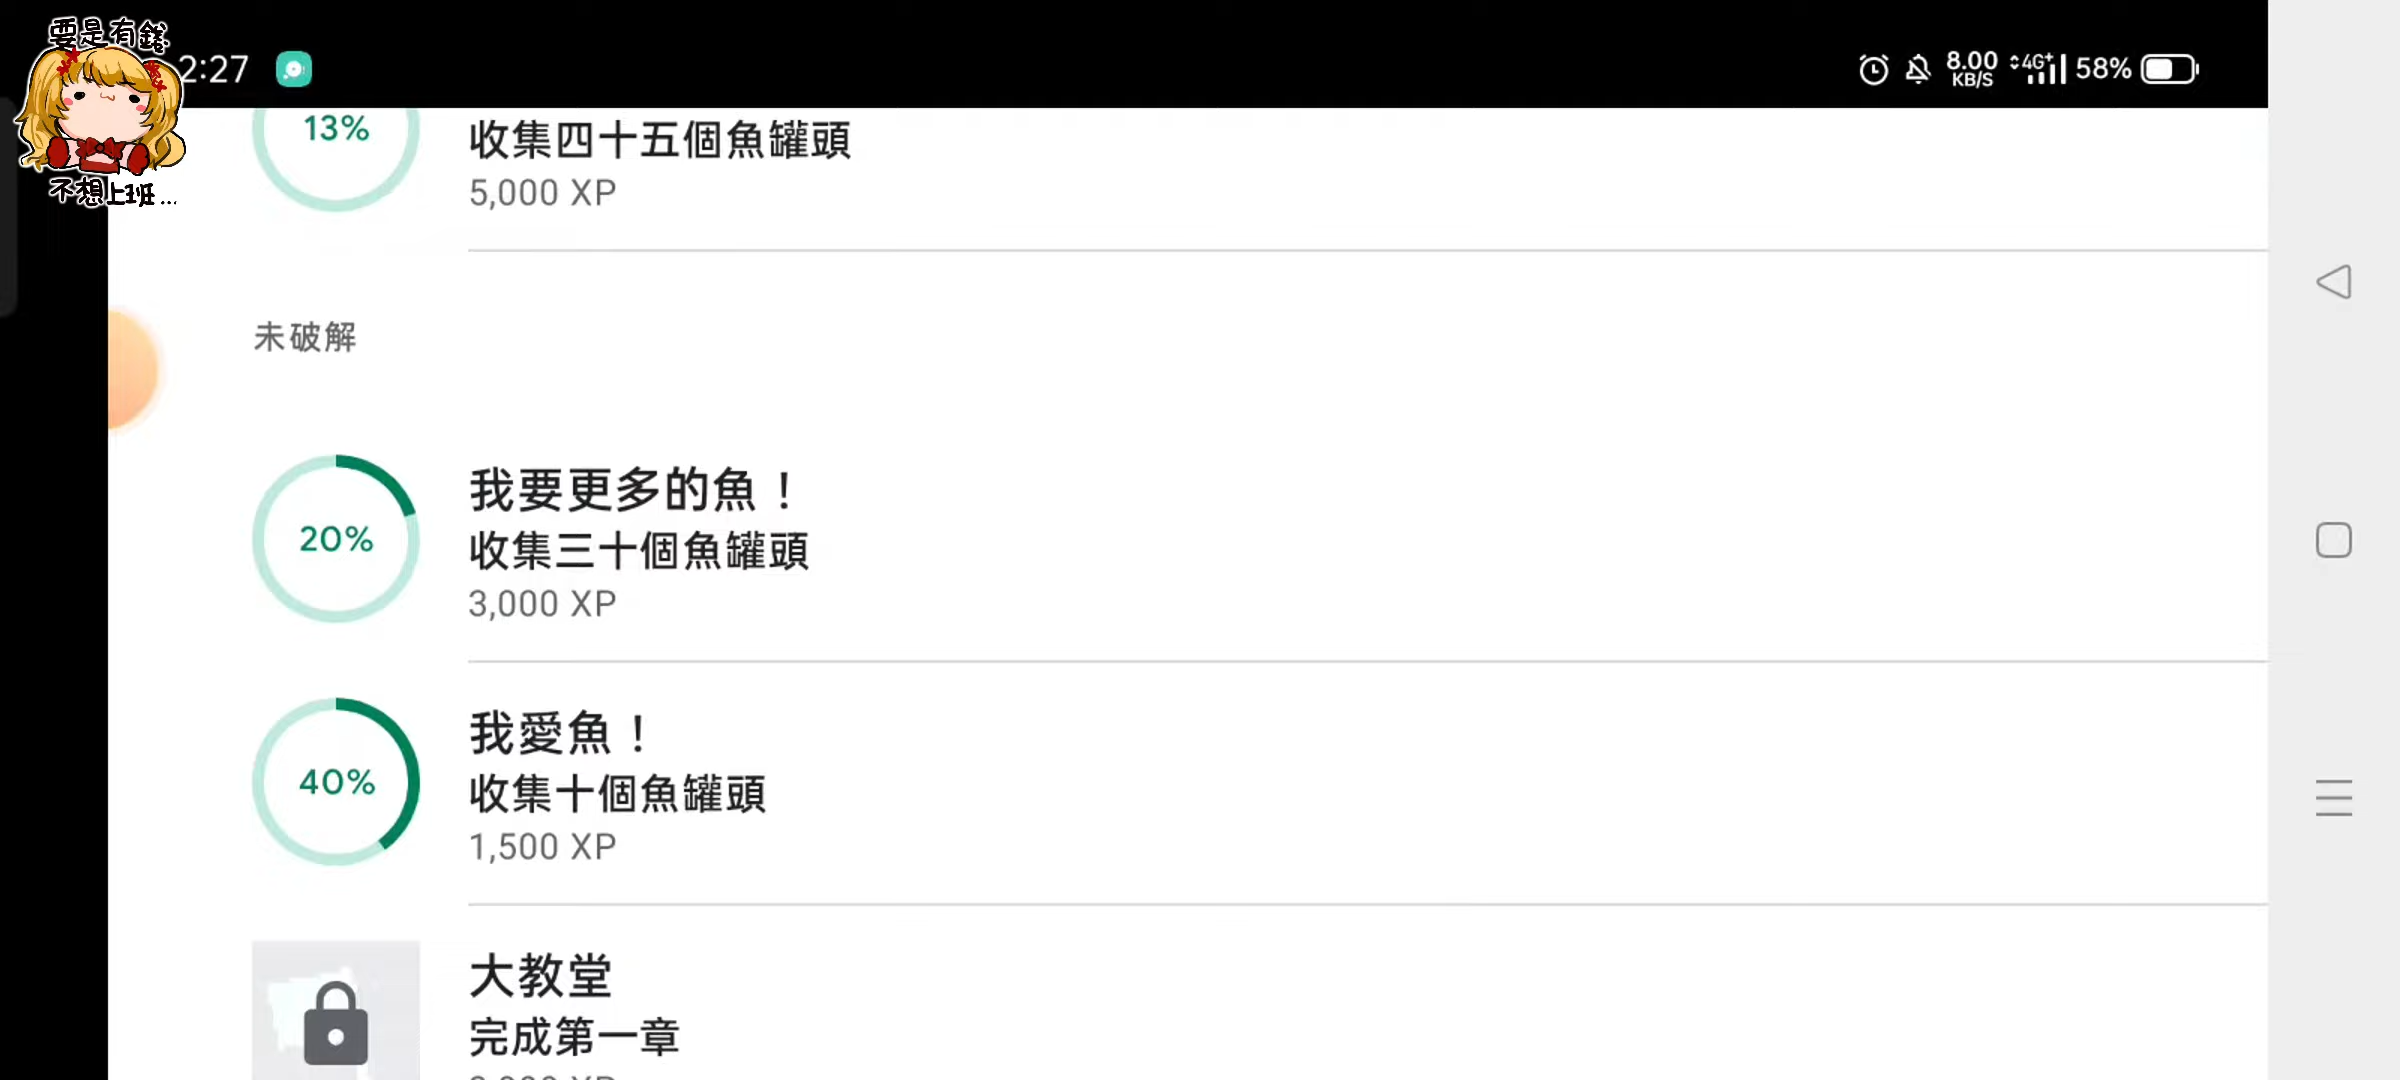 要是有錢
2:27
8.00 KB/S 4G+ 58%
不想上班...
13%
收集四十五個魚罐頭
5,000 XP
未破解
我要更多的魚！
20%
收集三十個魚罐頭
3,000 XP
我愛魚！
40%
收集十個魚罐頭
1,500 XP
大教堂
完成第一章